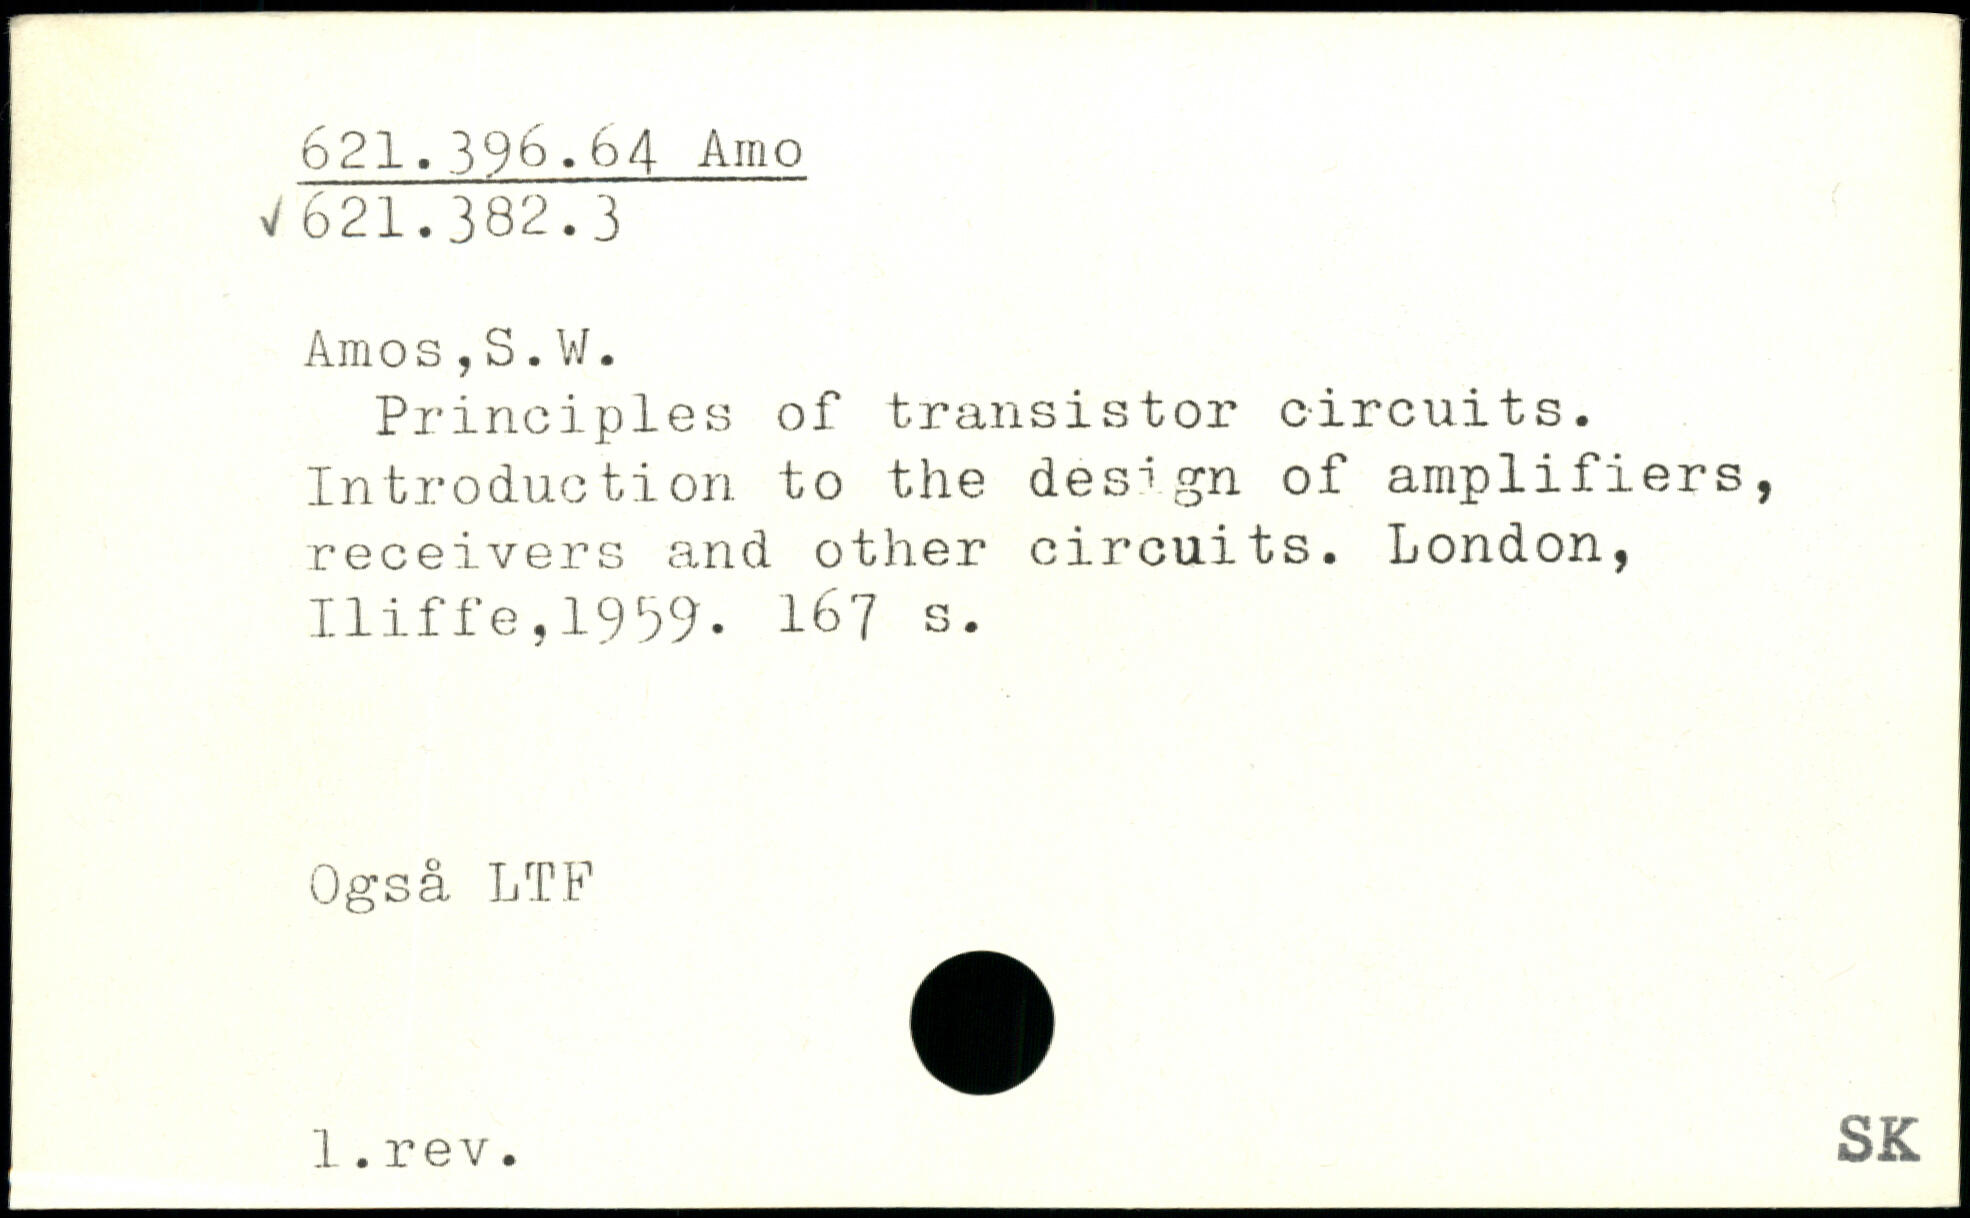 621.396.64 Amo
√621.382.3
Amos,S.W.
Principles of transistor circuits.
Introduction to the design of amplifiers,
receivers and other circuits. London,
Iliffe,1959. 167 s.
Også LTF
1.rev.
SK